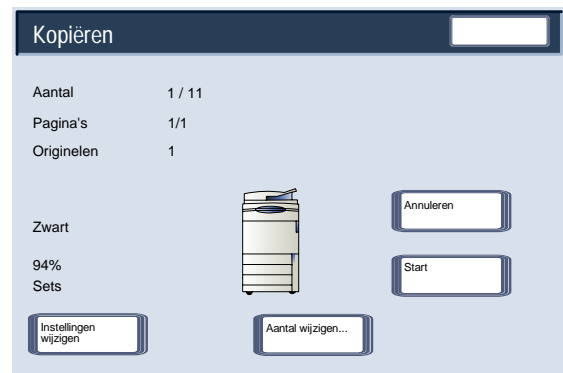 Kopiëren
Aantal 1 / 11
Pagina's 1/1
Originelen 1
Zwart
94%
Sets
Annuleren
Start
Instellingen
wijzigen
Aantal wijzigen...